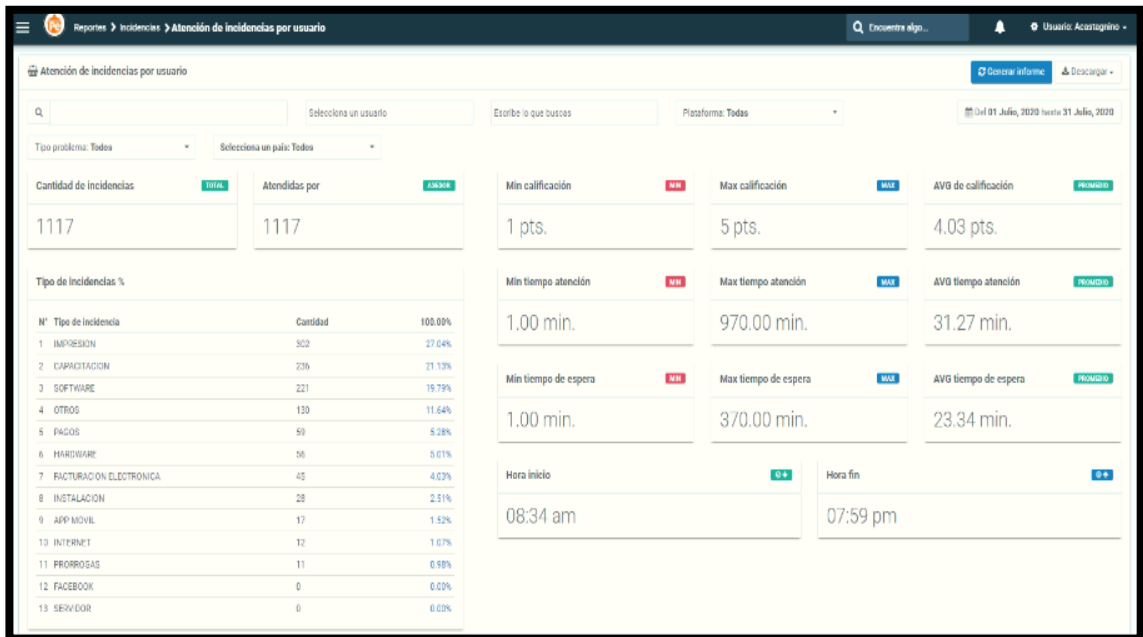 Pe Reportes > Incidencias > Atención de incidencias por usuario
Encuentra algo...
Usuario: Acastagnino
Atención de incidencias por usuario
Generar informe
Descargar
Selecciona un usuario
Escribe lo que buscas
Plataforma: Todas
Del 01 Julio, 2020 hasta 31 Julio, 2020
Tipo problema: Todos
Selecciona un país: Todos
Cantidad de incidencias TOTAL
1117
Atendidas por ASESOR
1117
Min calificación MIN
1 pts.
Max calificación MAX
5 pts.
AVG de calificación PROMEDIO
4.03 pts.
Tipo de incidencias %
N° Tipo de incidencia Cantidad 100.00%
1 IMPRESION 302 27.04%
2 CAPACITACION 236 21.13%
3 SOFTWARE 221 19.79%
4 OTROS 130 11.64%
5 PAGOS 59 5.28%
6 HARDWARE 56 5.01%
7 FACTURACION ELECTRONICA 45 4.03%
8 INSTALACION 28 2.51%
9 APP MOVIL 17 1.52%
10 INTERNET 12 1.07%
11 PRORROGAS 11 0.98%
12 FACEBOOK 0 0.00%
13 SERVIDOR 0 0.00%
Min tiempo atención MIN
1.00 min.
Max tiempo atención MAX
970.00 min.
AVG tiempo atención PROMEDIO
31.27 min.
Min tiempo de espera MIN
1.00 min.
Max tiempo de espera MAX
370.00 min.
AVG tiempo de espera PROMEDIO
23.34 min.
Hora inicio
08:34 am
Hora fin
07:59 pm